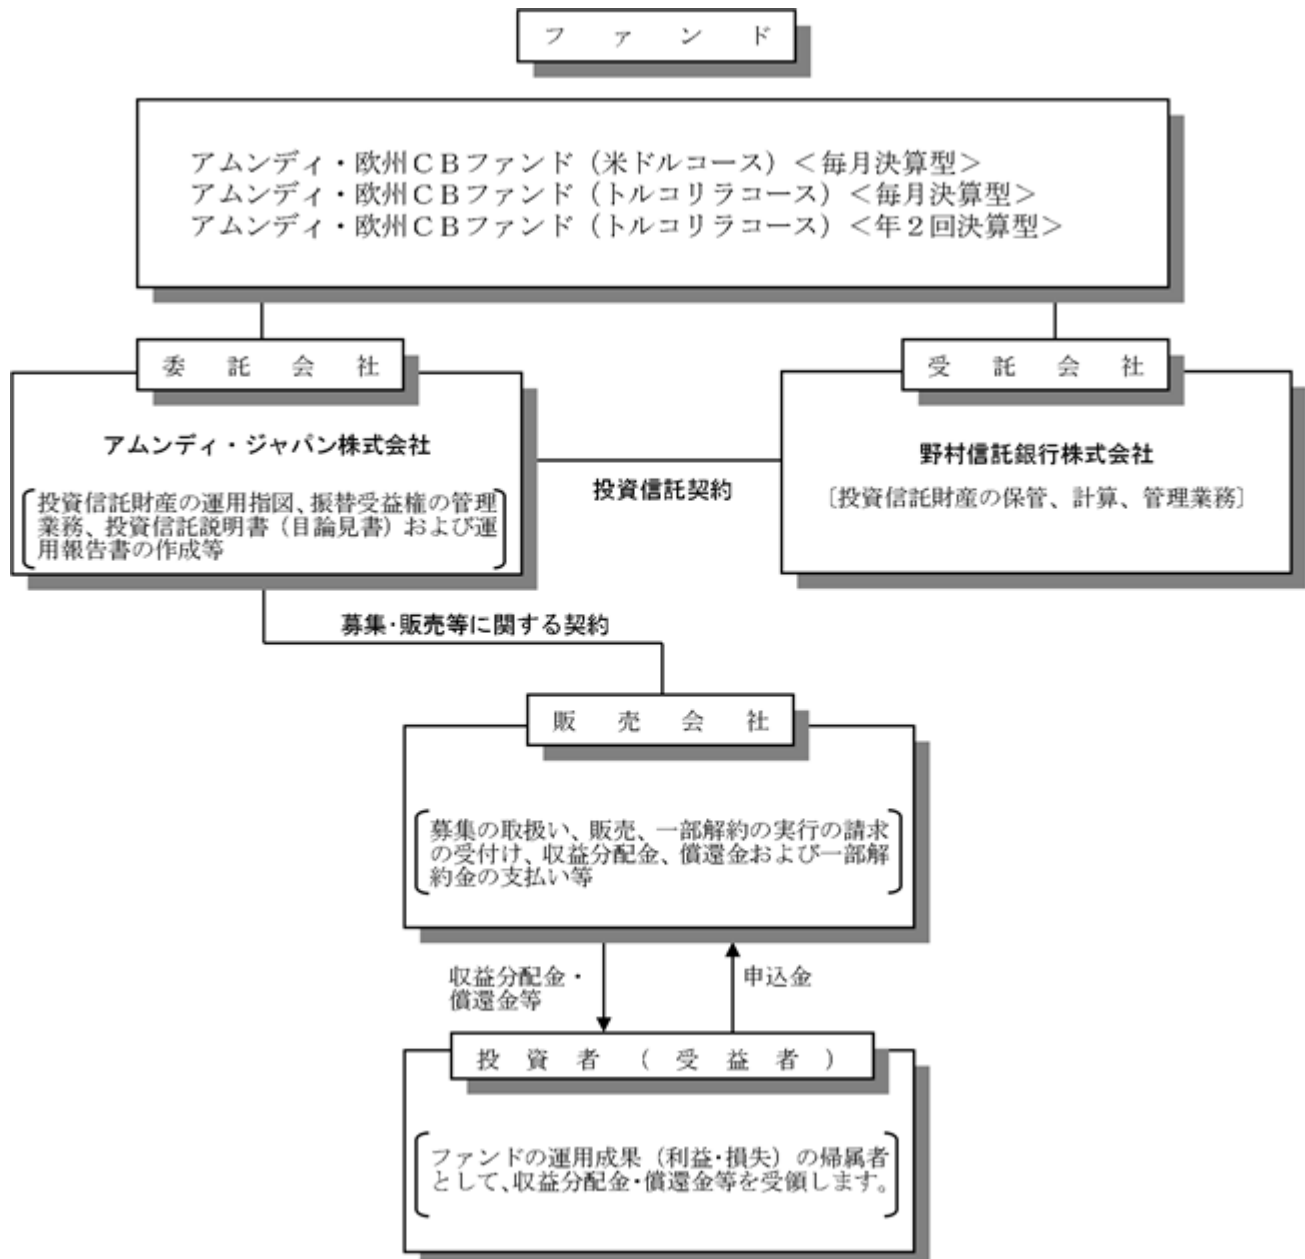 ファンド
アムンディ・欧州CBファンド（米ドルコース）＜毎月決算型＞
アムンディ・欧州CBファンド（トルコリラコース）＜毎月決算型＞
アムンディ・欧州CBファンド（トルコリラコース）＜年２回決算型＞
委託会社
アムンディ・ジャパン株式会社
投資信託財産の運用指図、振替受益権の管理
業務、投資信託説明書（目論見書）および運
用報告書の作成等
投資信託契約
受託会社
野村信託銀行株式会社
〔投資信託財産の保管、計算、管理業務〕
募集・販売等に関する契約
販売会社
募集の取扱い、販売、一部解約の実行の請求
の受付け、収益分配金、償還金および一部解
約金の支払い等
収益分配金・
償還金等
申込金
投資者（受益者）
ファンドの運用成果（利益・損失）の帰属者
として、収益分配金・償還金等を受領します。